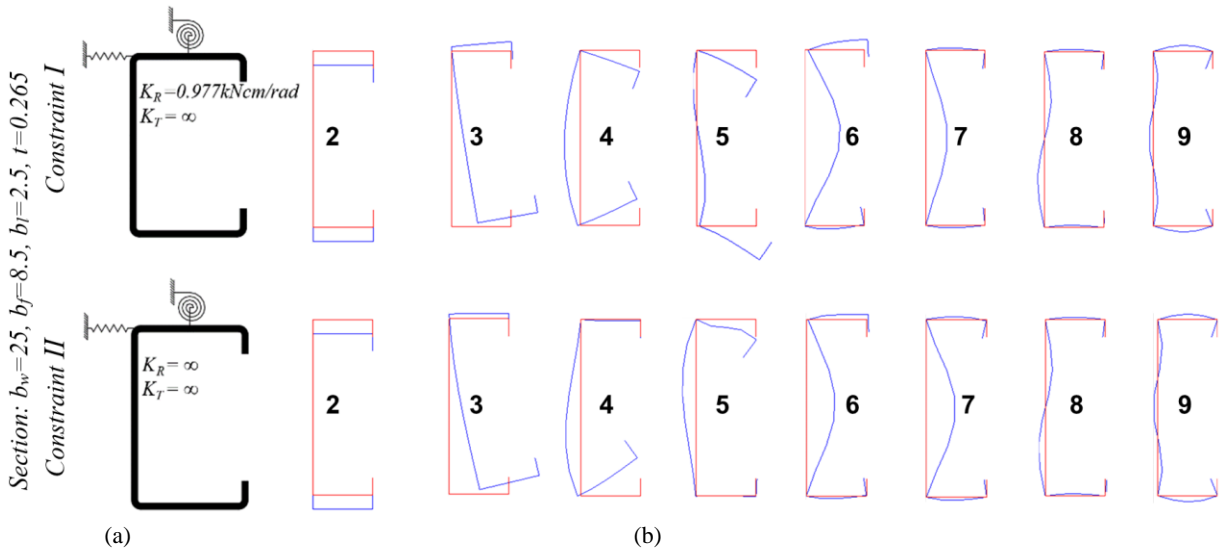 Section: b_w=25, b_f=8.5, b_l=2.5, t=0.265
Constraint I
K_R=0.977kNcm/rad
K_T=∞
2
3
4
5
6
7
8
9
Constraint II
K_R=∞
K_T=∞
2
3
4
5
6
7
8
9
(a)
(b)